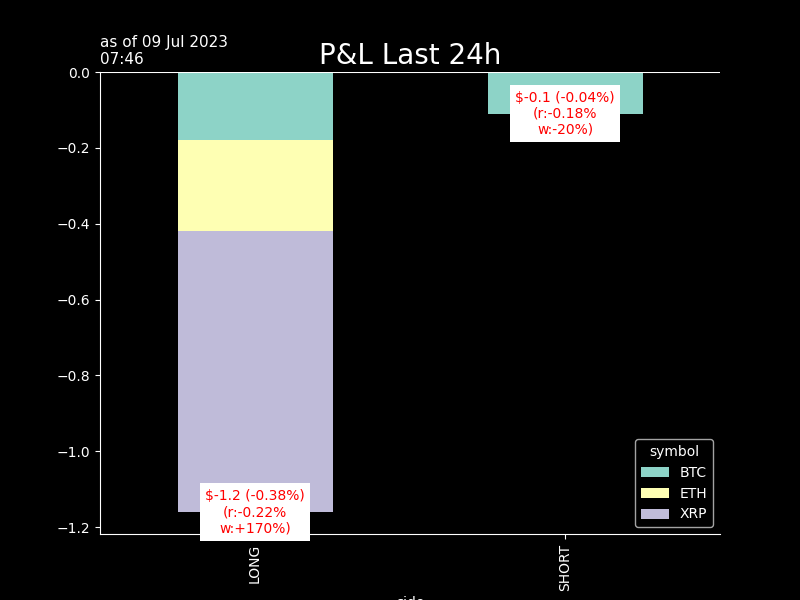 as of 09 Jul 2023
07:46
P&L Last 24h
0.0
−0.2
−0.4
−0.6
−0.8
−1.0
−1.2
$-0.1 (-0.04%)
(r:-0.18%
w:-20%)
$-1.2 (-0.38%)
(r:-0.22%
w:+170%)
symbol
BTC
ETH
XRP
LONG
SHORT